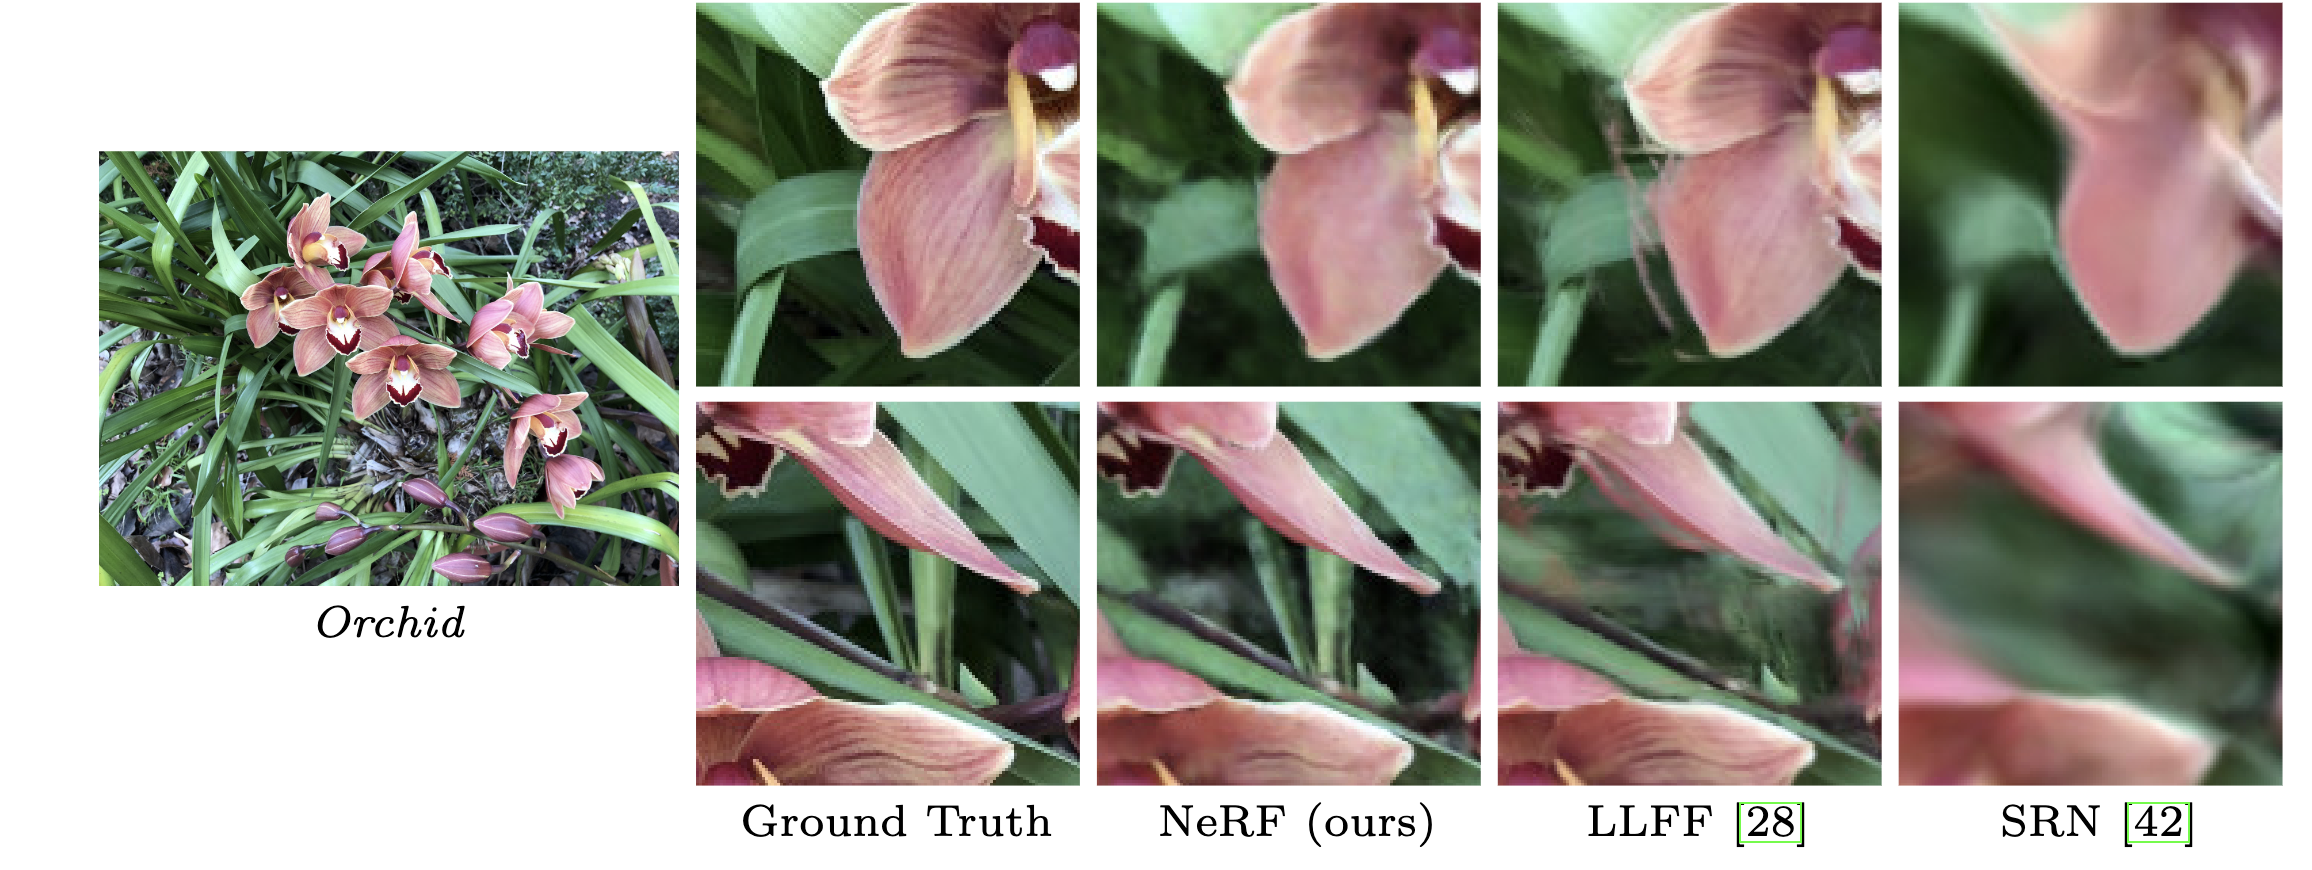 Orchid
Ground Truth
NeRF (ours)
LLFF [28]
SRN [42]